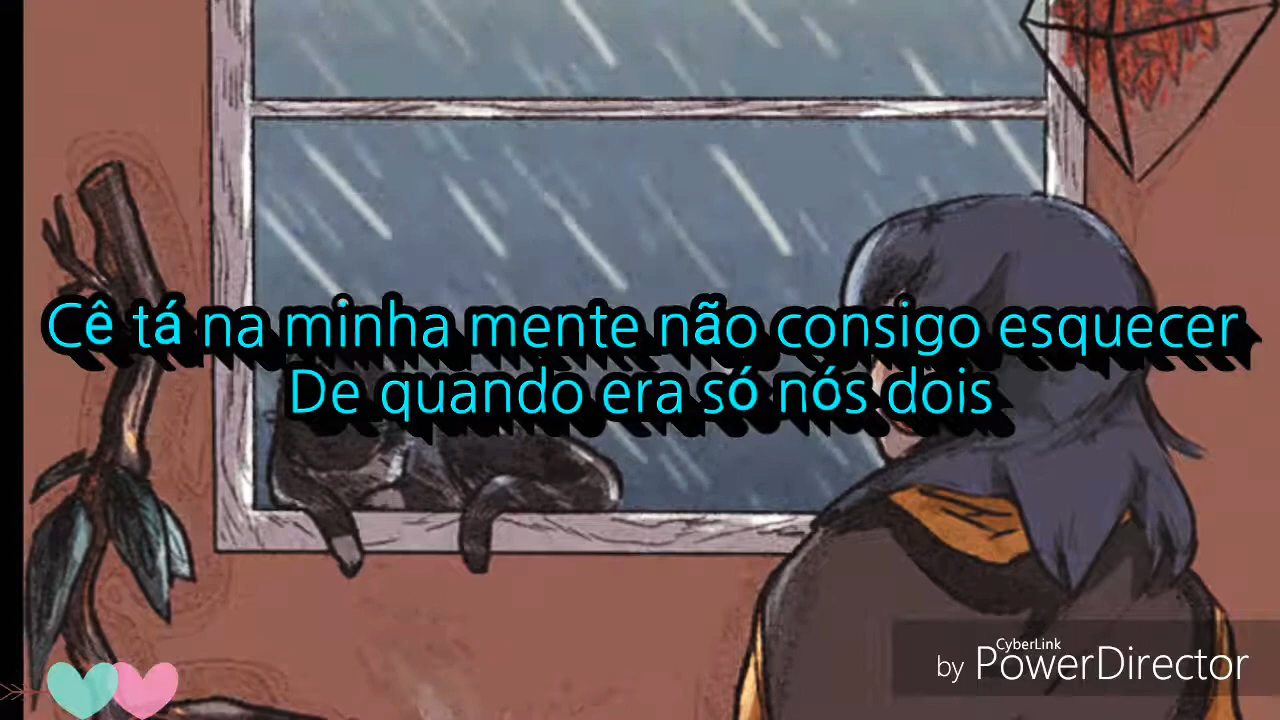 Cê tá na minha mente não consigo esquecer
De quando era só nós dois
CyberLink
by PowerDirector